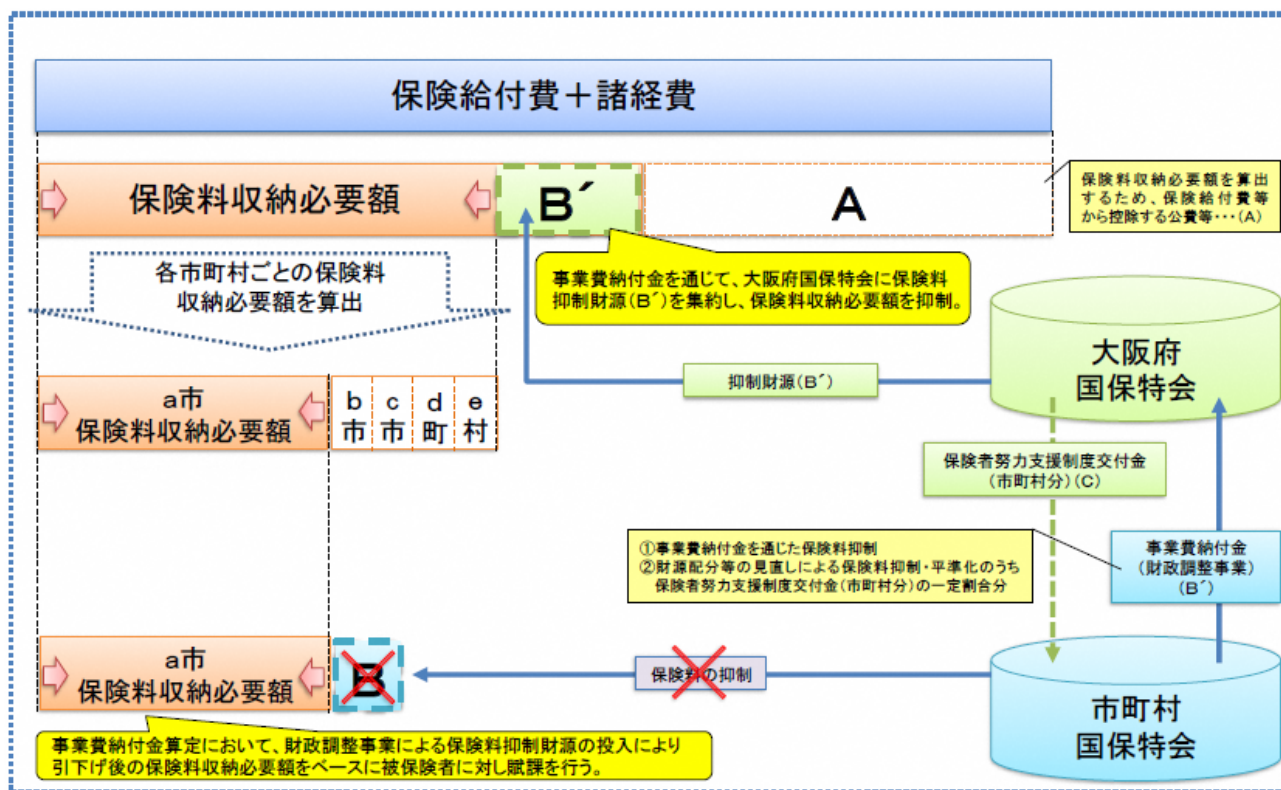 保険給付費＋諸経費
保険料収納必要額
B´
A
保険料収納必要額を算出
するため、保険給付費等
から控除する公費等・・・(A)
各市町村ごとの保険料
収納必要額を算出
事業費納付金を通じて、大阪府国保特会に保険料
抑制財源(B´)を集約し、保険料収納必要額を抑制。
大阪府
国保特会
抑制財源(B´)
a市
保険料収納必要額
b
市
c
市
d
町
e
村
保険者努力支援制度交付金
(市町村分)(C)
①事業費納付金を通じた保険料抑制
②財源配分等の見直しによる保険料抑制・平準化のうち
保険者努力支援制度交付金(市町村分)の一定割合分
事業費納付金
(財政調整事業)
(B´)
a市
保険料収納必要額
B
保険料の抑制
市町村
国保特会
事業費納付金算定において、財政調整事業による保険料抑制財源の投入により
引下げ後の保険料収納必要額をベースに被保険者に対し賦課を行う。